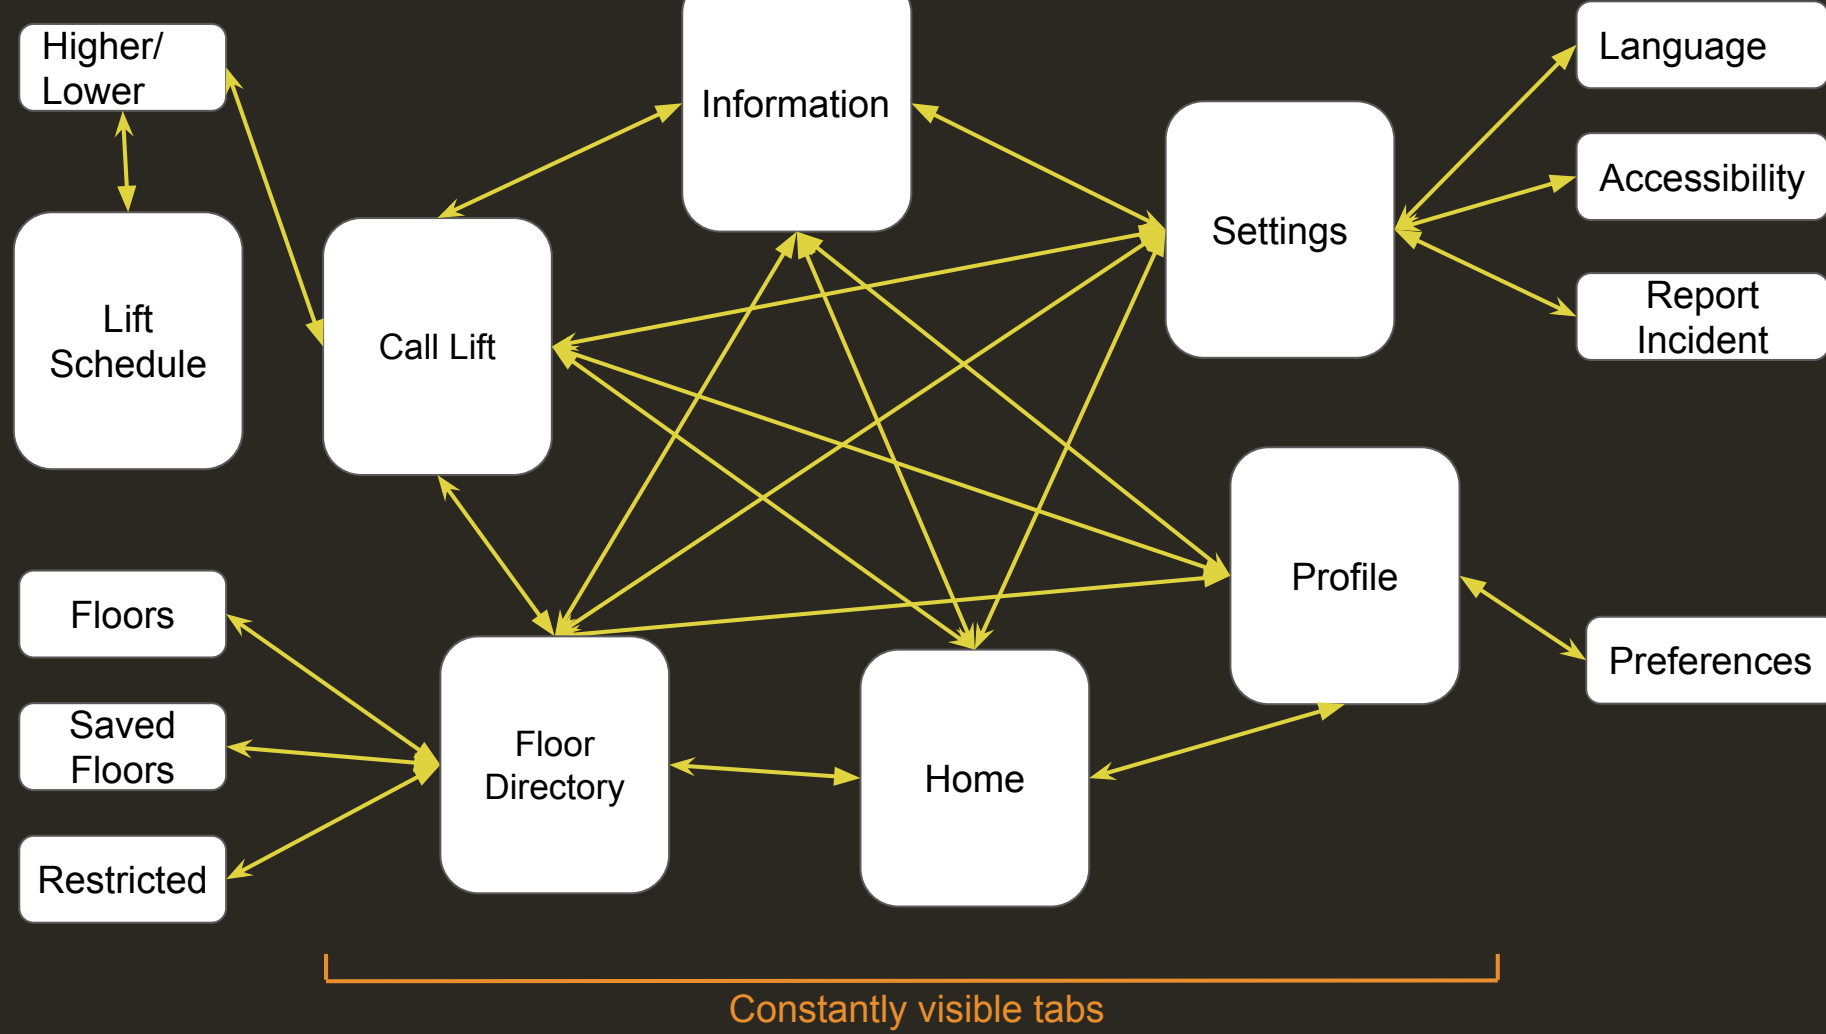 Higher/
Lower
Information
Language
Accessibility
Settings
Report
Incident
Lift
Schedule
Call Lift
Profile
Floors
Preferences
Saved
Floors
Floor
Directory
Home
Restricted
Constantly visible tabs